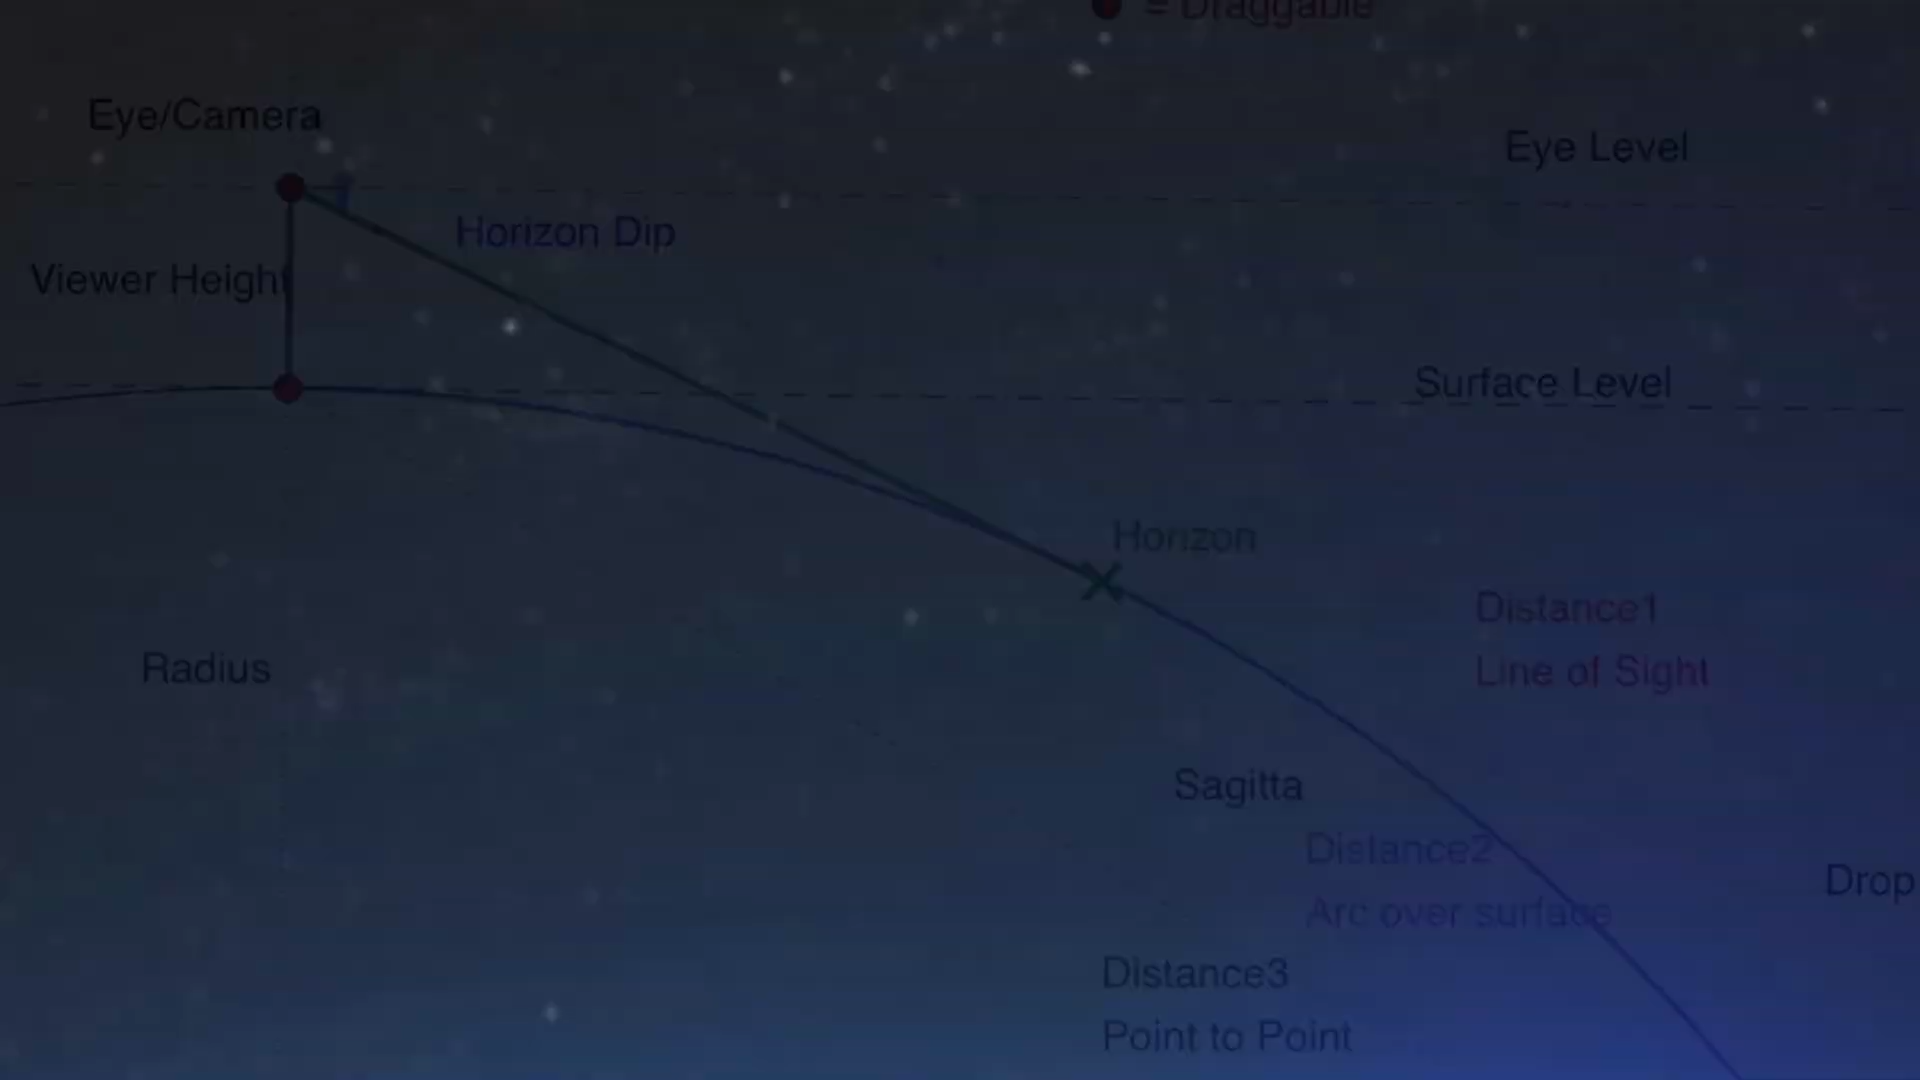 = Draggable
Eye/Camera
Eye Level
Horizon Dip
Viewer Height
Surface Level
Horizon
Distance1
Line of Sight
Radius
Sagitta
Distance2
Arc over surface
Drop
Distance3
Point to Point